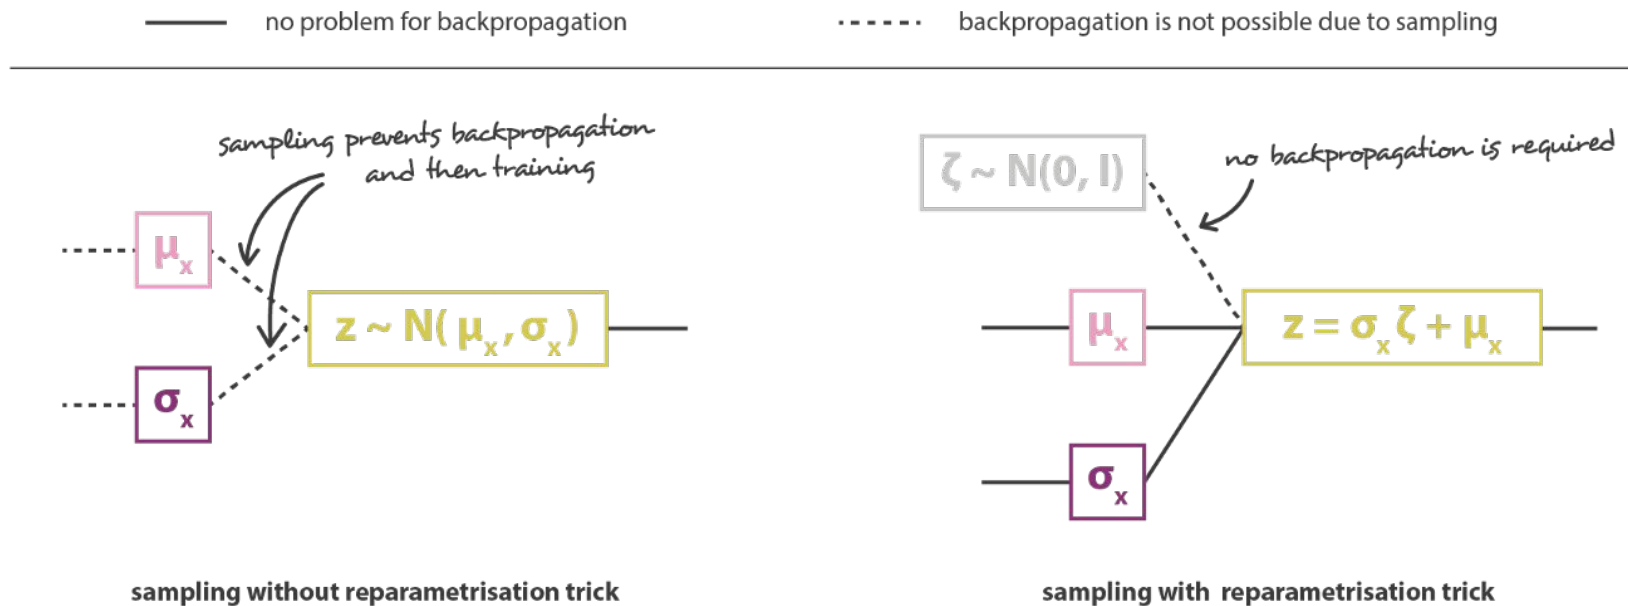 no problem for backpropagation
backpropagation is not possible due to sampling
sampling prevents backpropagation
and then training
μx
σx
z ~ N( μx , σx )
sampling without reparametrisation trick
ζ ~ N(0, I)
no backpropagation is required
μx
σx
z = σxζ + μx
sampling with reparametrisation trick